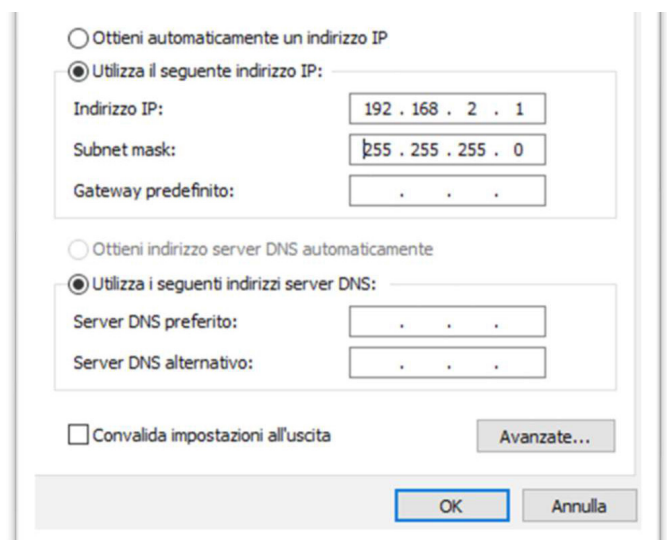 Ottieni automaticamente un indirizzo IP
Utilizza il seguente indirizzo IP:
Indirizzo IP: 192 . 168 . 2 . 1
Subnet mask: 255 . 255 . 255 . 0
Gateway predefinito: . . .
Ottieni indirizzo server DNS automaticamente
Utilizza i seguenti indirizzi server DNS:
Server DNS preferito: . . .
Server DNS alternativo: . . .
Convalida impostazioni all'uscita Avanzate...
OK Annulla